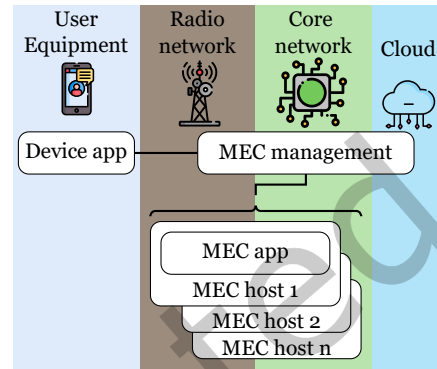 User
Equipment
Radio
network
Core
network
Cloud
Device app
MEC management
MEC app
MEC host 1
MEC host 2
MEC host n
ted